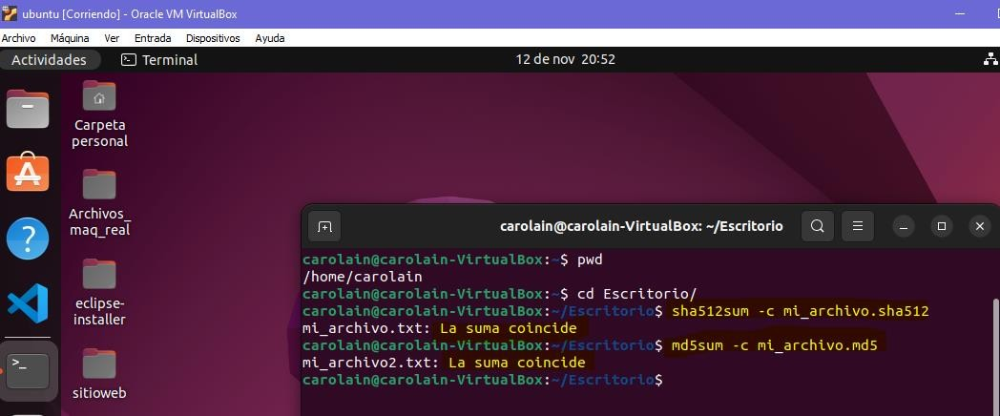 ubuntu [Corriendo] - Oracle VM VirtualBox
Archivo Máquina Ver Entrada Dispositivos Ayuda
Actividades Terminal 12 de nov 20:52
Carpeta
personal
Archivos_
maq_real
eclipse-
installer
sitioweb
carolain@carolain-VirtualBox: ~/Escritorio
carolain@carolain-VirtualBox:~$ pwd
/home/carolain
carolain@carolain-VirtualBox:~$ cd Escritorio/
carolain@carolain-VirtualBox:~/Escritorio$ sha512sum -c mi_archivo.sha512
mi_archivo.txt: La suma coincide
carolain@carolain-VirtualBox:~/Escritorio$ md5sum -c mi_archivo.md5
mi_archivo2.txt: La suma coincide
carolain@carolain-VirtualBox:~/Escritorio$